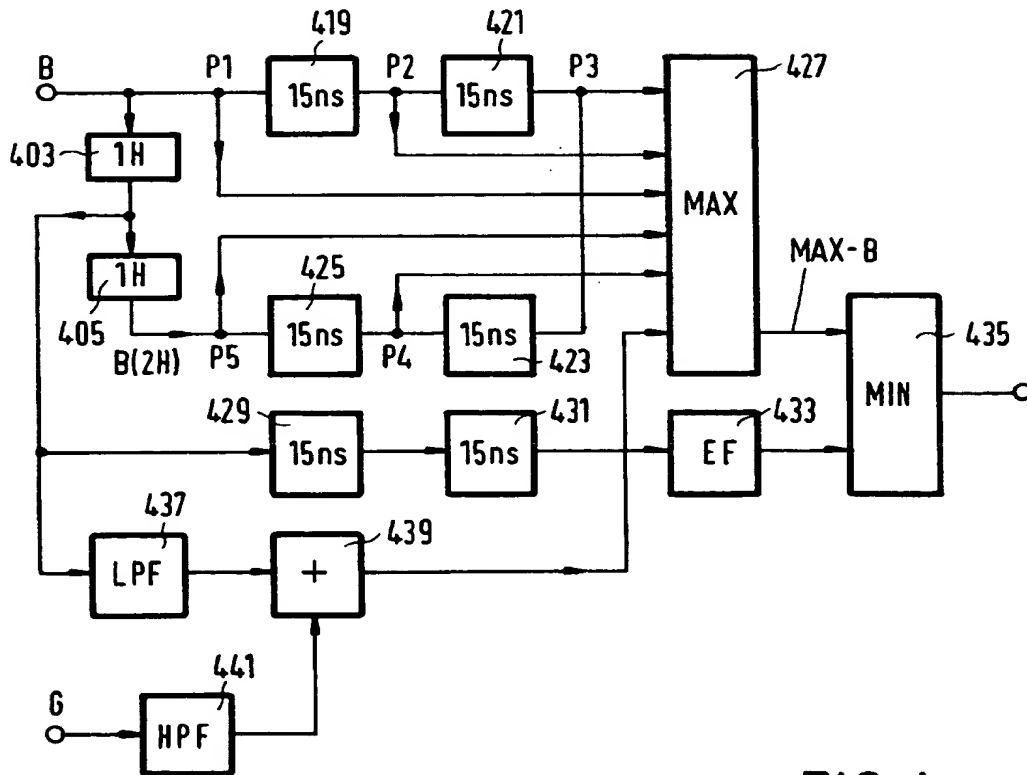 419
421
B
P1
P2
P3
427
15ns
15ns
403
1H
MAX
MAX-B
1H
425
435
405
15ns
15ns
B(2H)
P5
P4
423
MIN
429
431
433
15ns
15ns
EF
437
439
LPF
+
441
G
HPF